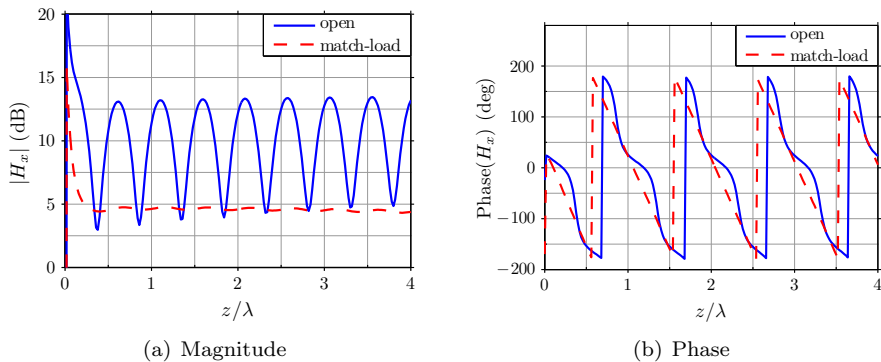 open
match-load
20
15
10
5
0
|H_x| (dB)
0
1
2
3
4
z/λ
(a) Magnitude
open
match-load
200
100
0
−100
−200
Phase(H_x) (deg)
0
1
2
3
4
z/λ
(b) Phase